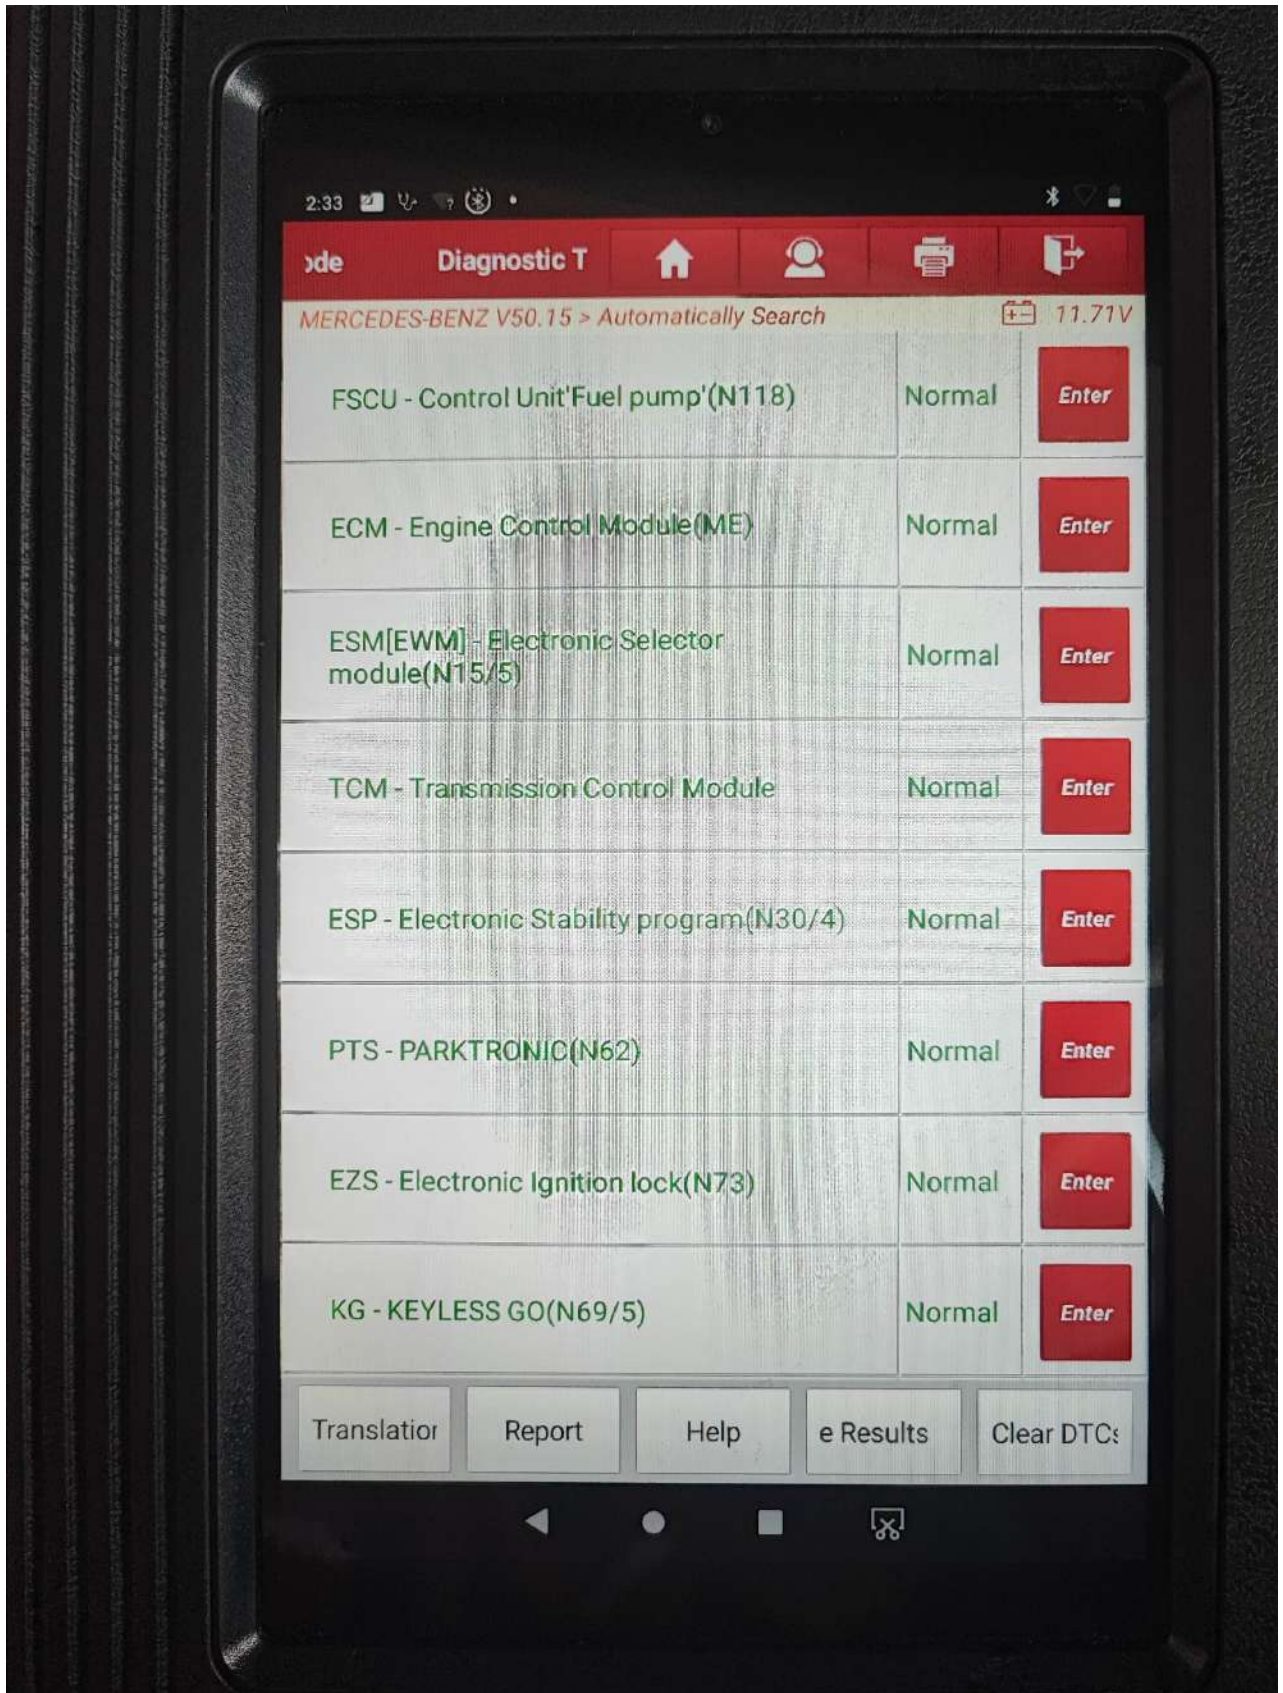 2:33
ode Diagnostic T
MERCEDES-BENZ V50.15 > Automatically Search 11.71V
FSCU - Control Unit'Fuel pump'(N118) Normal Enter
ECM - Engine Control Module(ME) Normal Enter
ESM[EWM] - Electronic Selector
module(N15/5) Normal Enter
TCM - Transmission Control Module Normal Enter
ESP - Electronic Stability program(N30/4) Normal Enter
PTS - PARKTRONIC(N62) Normal Enter
EZS - Electronic Ignition lock(N73) Normal Enter
KG - KEYLESS GO(N69/5) Normal Enter
Translation Report Help e Results Clear DTCs